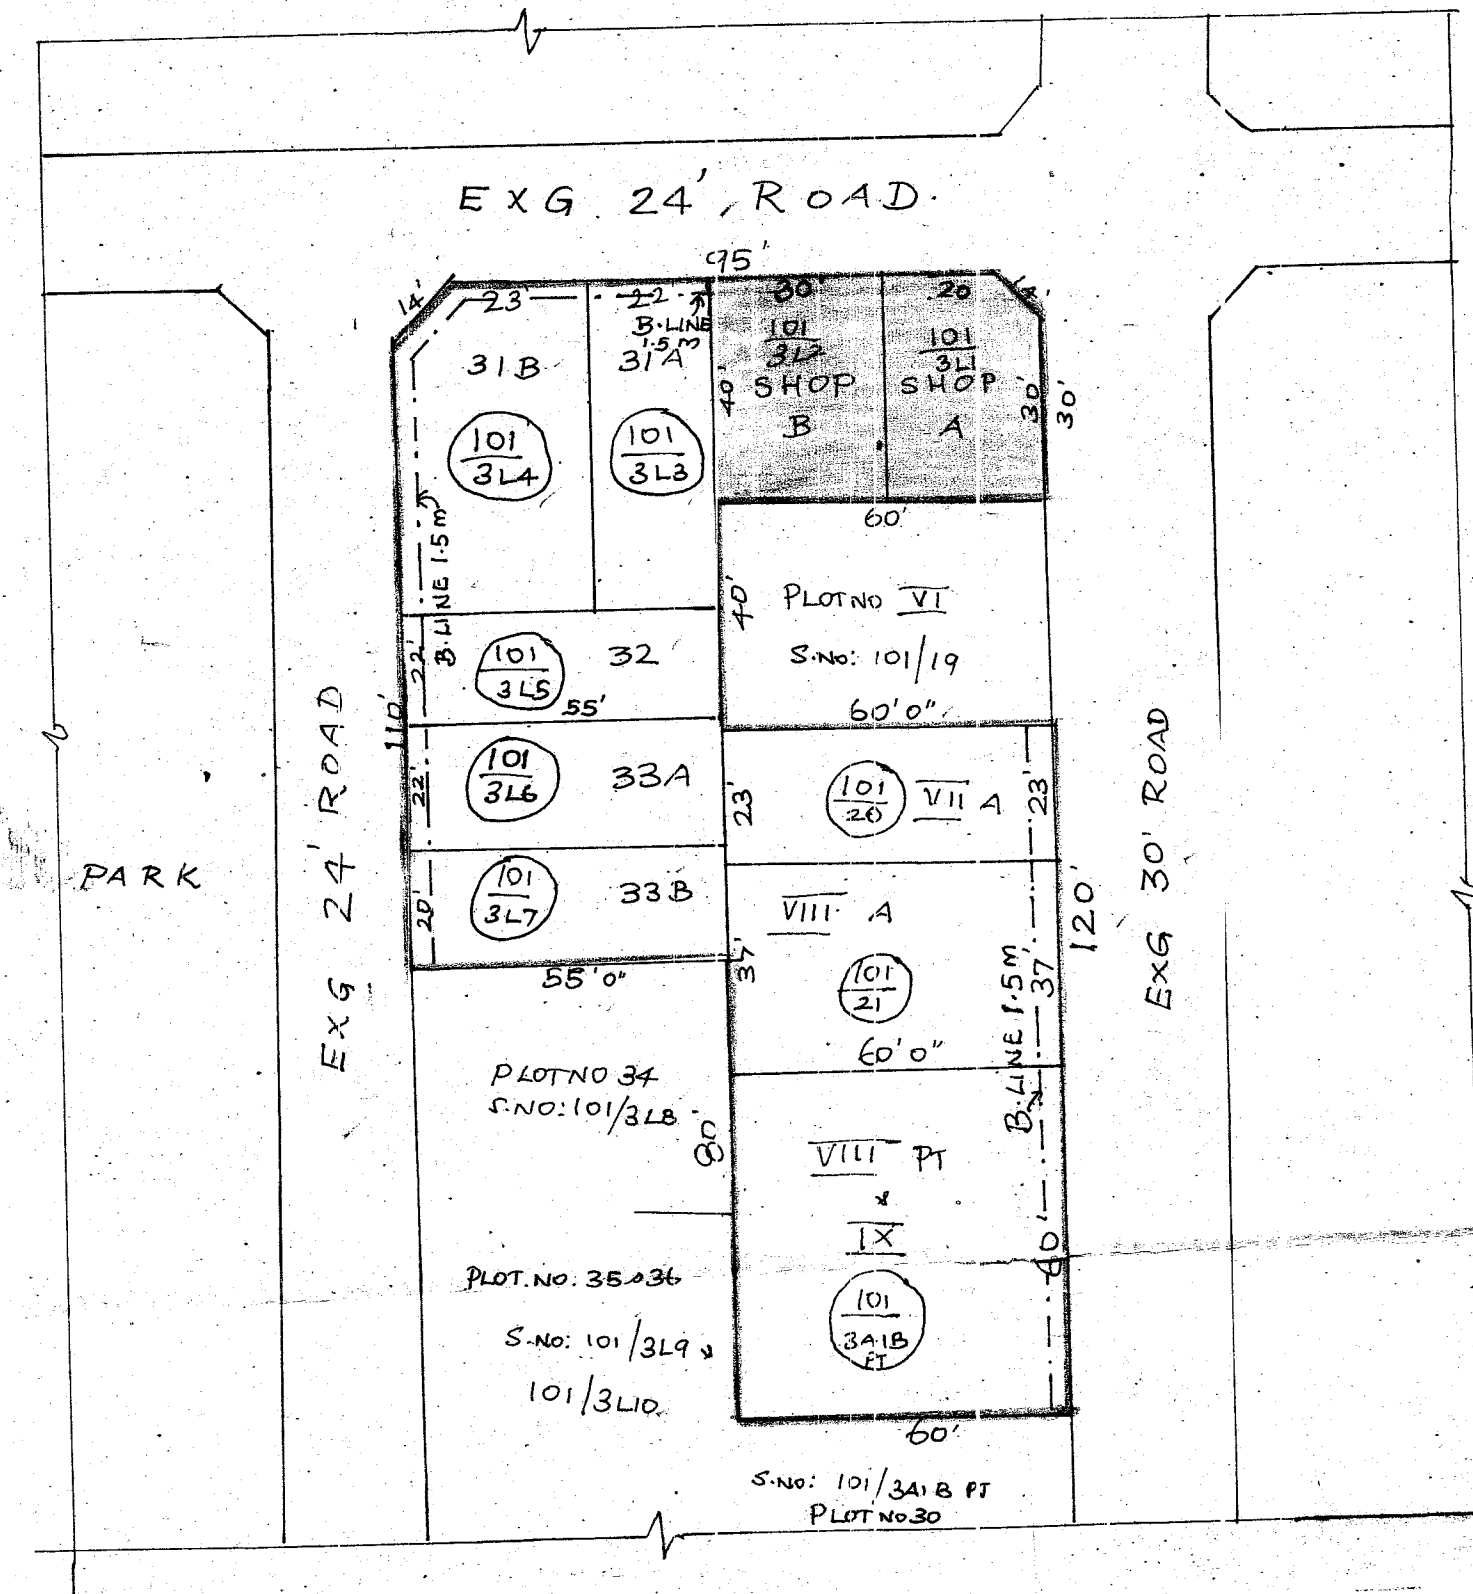 EXG. 24', ROAD.
95'
14'
23'
22
30'
20
B.LINE
1.5 m
31B
31A
101
3L2
SHOP
B
101
3L1
SHOP
A
40'
30'
30'
101
3L4
101
3L3
60'
B.LINE 1.5m
40'
PLOT NO VI
S.NO: 101/19
60'0"
22'
101
3L5
32
55'
110'
EXG 24' ROAD
22'
101
3L6
33A
23'
101
20
VII A
23'
EXG 30' ROAD
PARK
20'
101
3L7
33B
55'0"
VIII A
37'
101
21
60'0"
37'
120'
B.LINE 1.5m
PLOT NO 34
S.NO: 101/3L8
80
VIII PT
&
IX
60'
101
3A1B
PT
PLOT.NO: 35&36
S.NO: 101/3L9 &
101/3L10.
60'
S.NO: 101/3A1B PT
PLOT NO 30